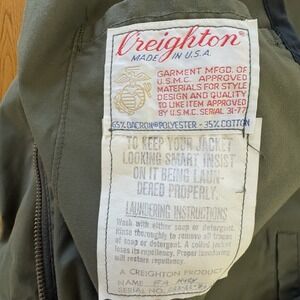 Creighton
MADE IN U.S.A.
GARMENT MFGD. OF
U.S.M.C. APPROVED
MATERIALS FOR STYLE
DESIGN AND QUALITY
TO LIKE ITEM APPROVED
BY U.S.M.C. SERIAL 31-77
65% DACRON® POLYESTER - 35% COTTON
TO KEEP YOUR JACKET
LOOKING SMART INSIST
ON IT BEING LAUN-
DERED PROPERLY.
LAUNDERING INSTRUCTIONS
Wash with either soap or detergent.
Rinse thoroughly to remove all traces
of soap or detergent. A soiled jacket
loses its repellency. Proper laundering
will restore repellency.
A CREIGHTON PRODUCT
NAME
SERIAL NO.